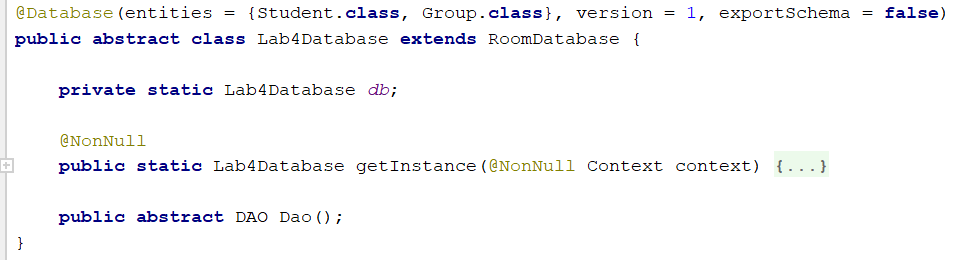 @Database(entities = {Student.class, Group.class}, version = 1, exportSchema = false)
public abstract class Lab4Database extends RoomDatabase {
private static Lab4Database db;
@NonNull
public static Lab4Database getInstance(@NonNull Context context) {...}
public abstract DAO Dao();
}